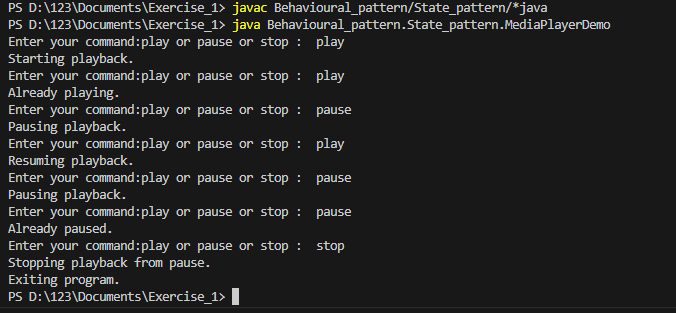 PS D:\123\Documents\Exercise_1> javac Behavioural_pattern/State_pattern/*java
PS D:\123\Documents\Exercise_1> java Behavioural_pattern.State_pattern.MediaPlayerDemo
Enter your command:play or pause or stop :  play
Starting playback.
Enter your command:play or pause or stop :  play
Already playing.
Enter your command:play or pause or stop :  pause
Pausing playback.
Enter your command:play or pause or stop :  play
Resuming playback.
Enter your command:play or pause or stop :  pause
Pausing playback.
Enter your command:play or pause or stop :  pause
Already paused.
Enter your command:play or pause or stop :  stop
Stopping playback from pause.
Exiting program.
PS D:\123\Documents\Exercise_1>